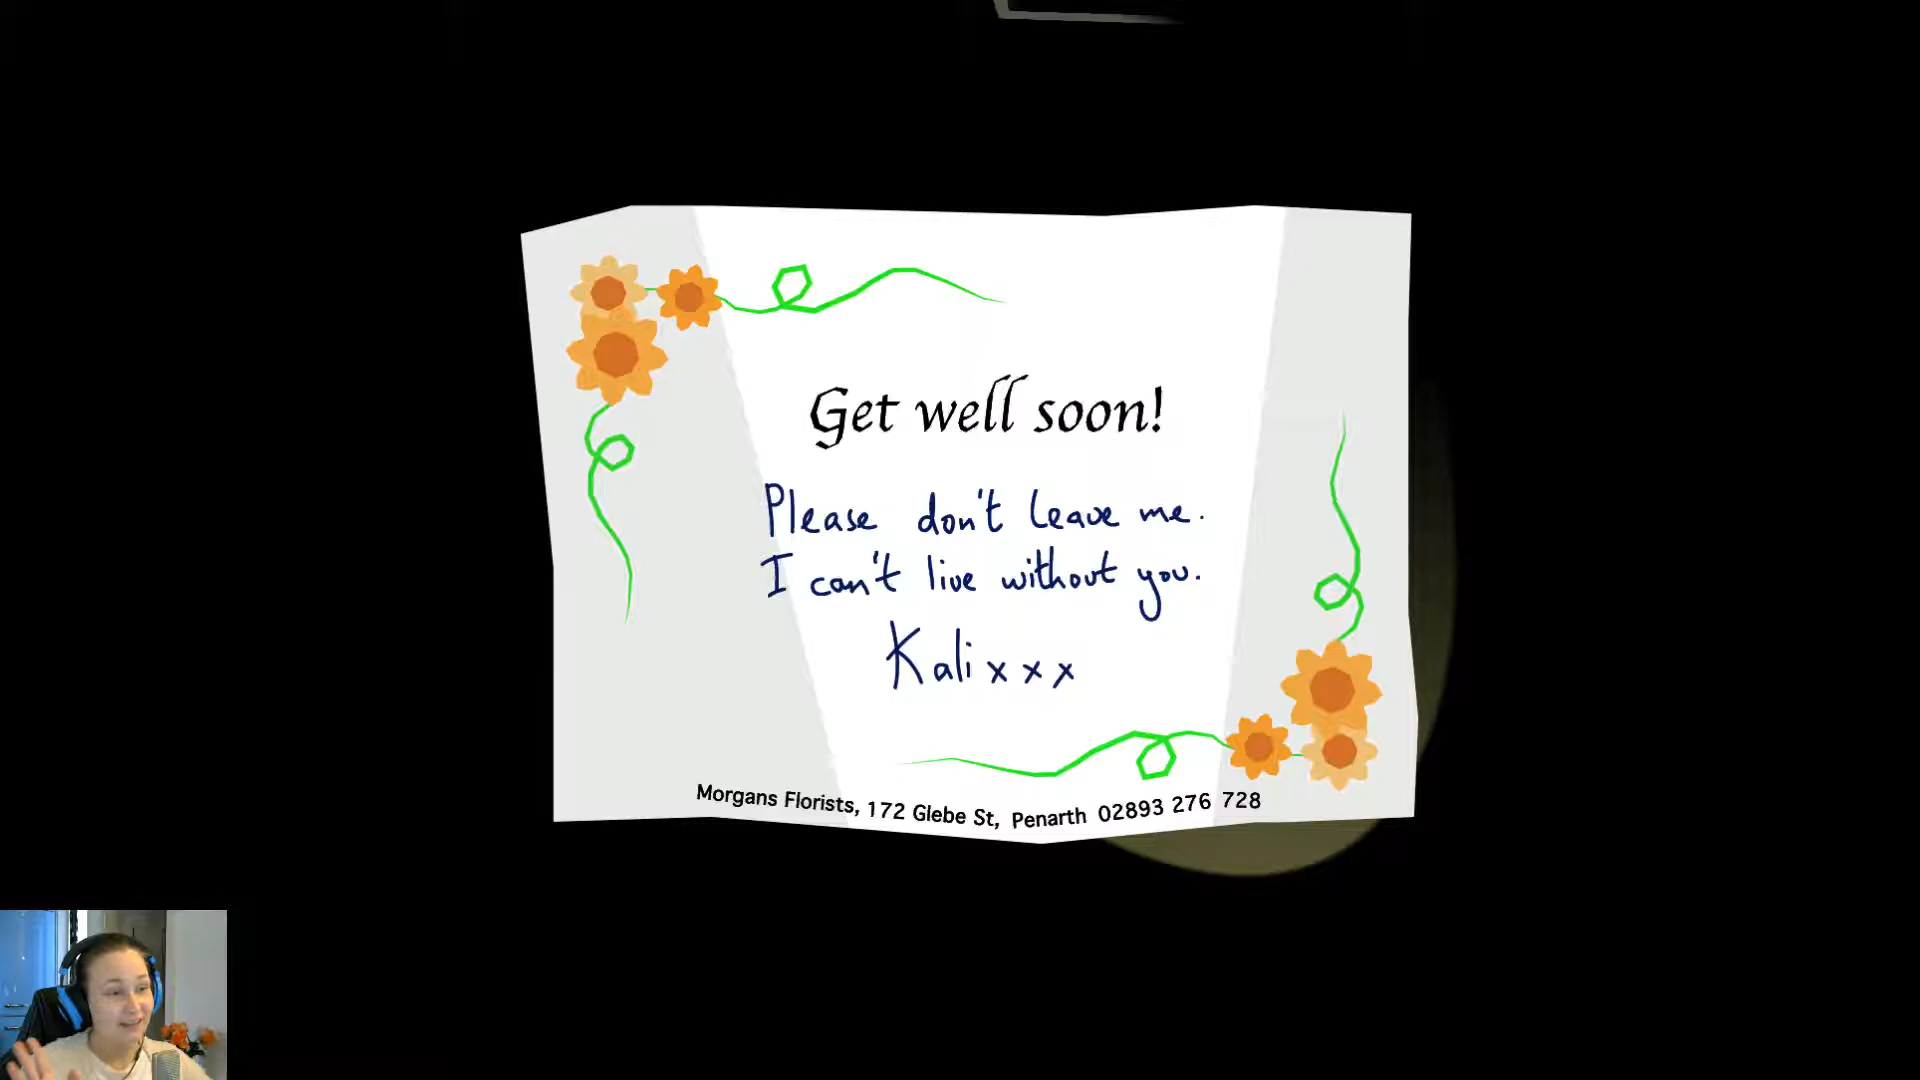 Get well soon!
Please don't leave me.
I can't live without you.
Kali x x x
Morgans Florists, 172 Glebe St, Penarth 02893 276 728